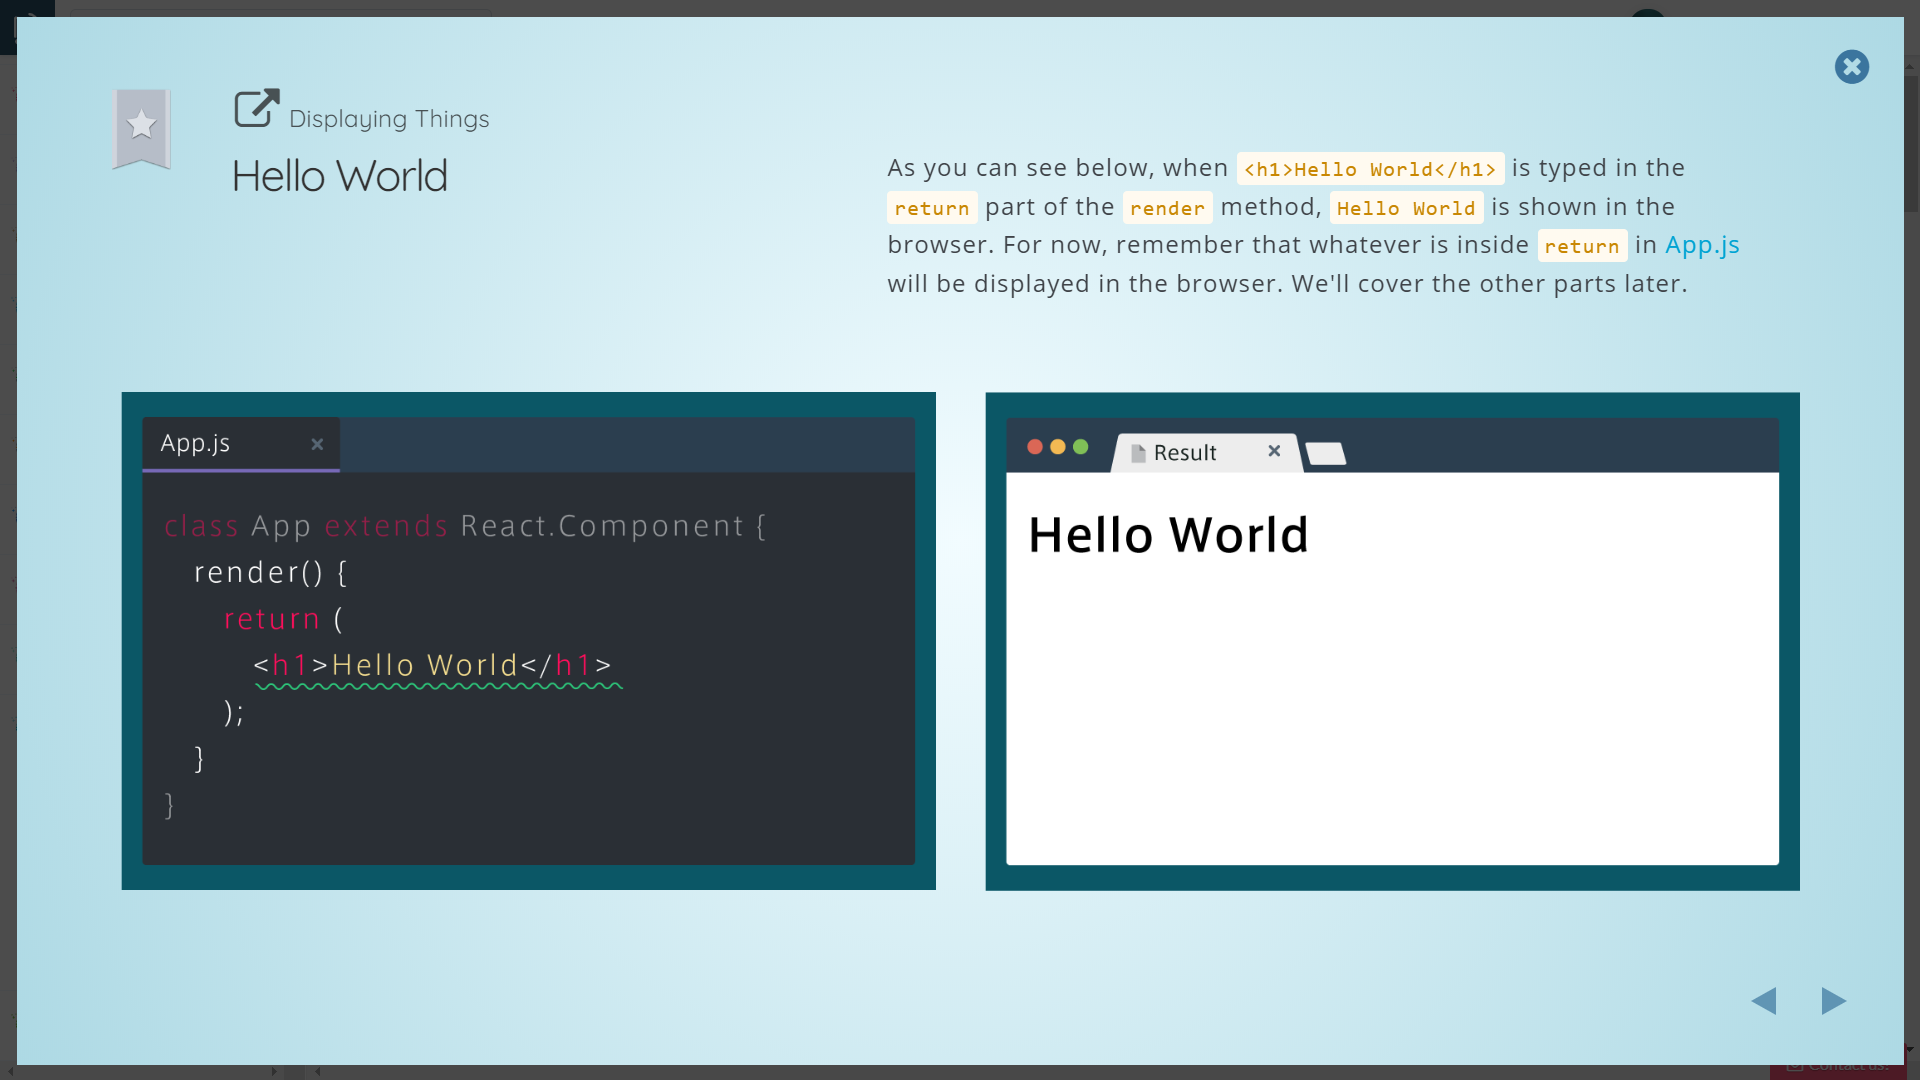 Displaying Things
Hello World
As you can see below, when <h1>Hello World</h1> is typed in the
return part of the render method, Hello World is shown in the
browser. For now, remember that whatever is inside return in App.js
will be displayed in the browser. We'll cover the other parts later.
App.js
class App extends React.Component {
render() {
return (
<h1>Hello World</h1>
);
}
}
Result
Hello World
Contact us!